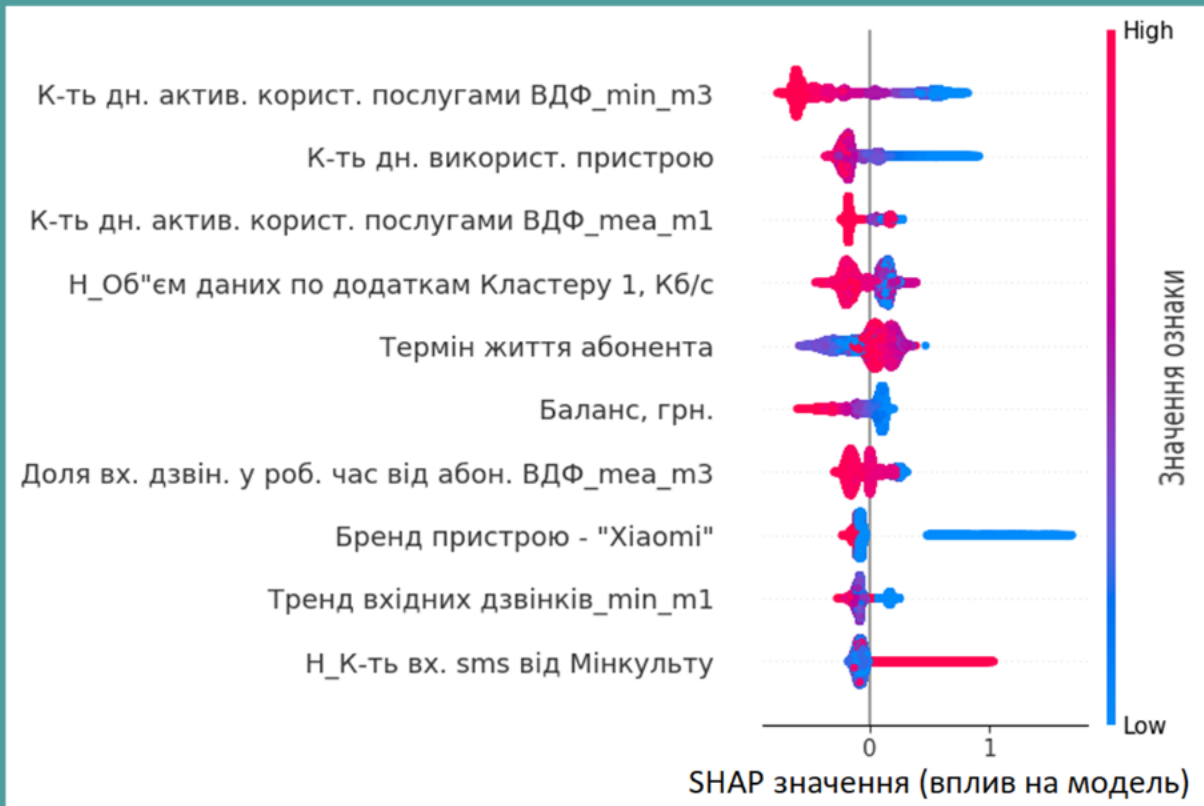 High
К-ть дн. актив. корист. послугами ВДФ_min_m3
К-ть дн. використ. пристрою
К-ть дн. актив. корист. послугами ВДФ_mea_m1
Н_Об"єм даних по додаткам Кластеру 1, Кб/с
Термін життя абонента
Баланс, грн.
Доля вх. дзвін. у роб. час від абон. ВДФ_mea_m3
Бренд пристрою - "Xiaomi"
Тренд вхідних дзвінків_min_m1
Н_К-ть вх. sms від Мінкульту
Значення ознаки
Low
0 1
SHAP значення (вплив на модель)